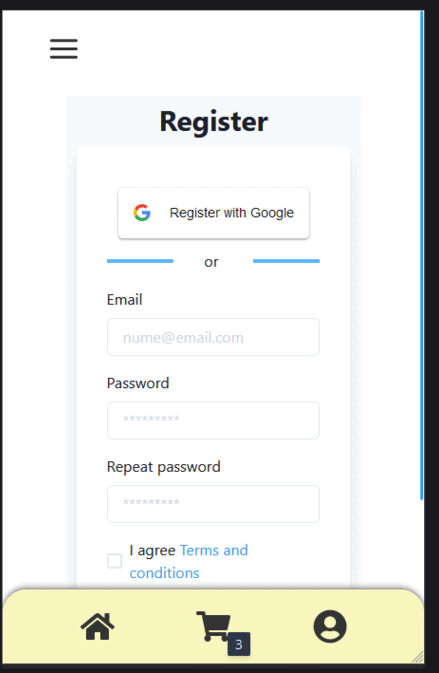 Register
Register with Google
or
Email
nume@email.com
Password
*********
Repeat password
*********
I agree Terms and
conditions
3